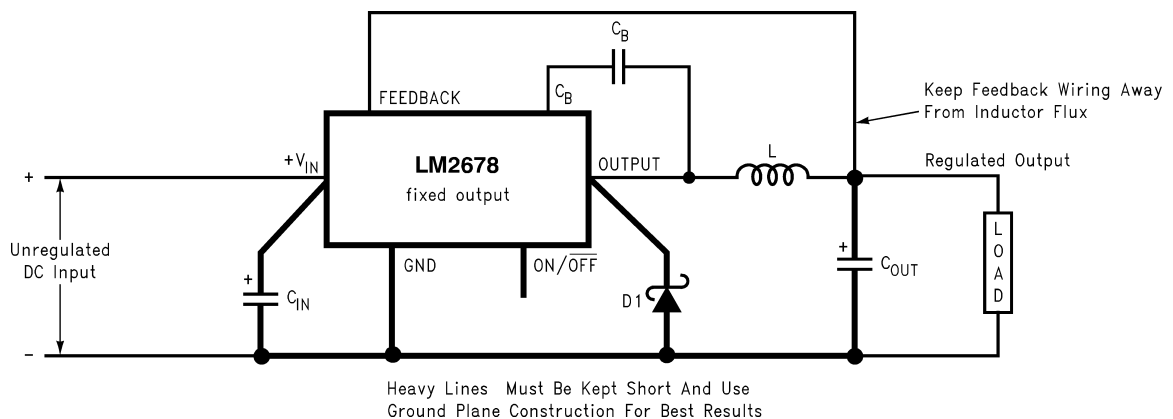 C_B
Keep Feedback Wiring Away
From Inductor Flux
FEEDBACK
C_B
+V_IN
LM2678
fixed output
OUTPUT
L
Regulated Output
+
Unregulated
DC Input
GND
ON/O̅F̅F̅
+
C_IN
D1
+
C_OUT
LOAD
–
Heavy Lines Must Be Kept Short And Use
Ground Plane Construction For Best Results